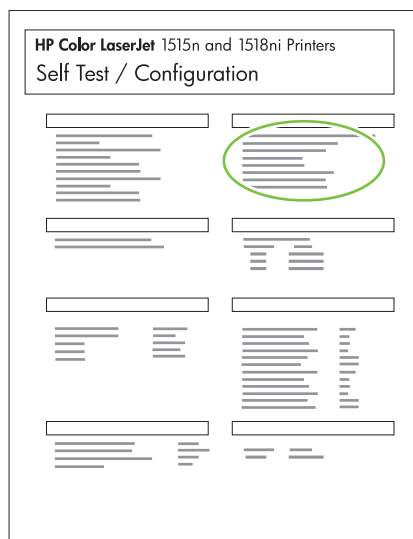 HP Color LaserJet 1515n and 1518ni Printers
Self Test / Configuration